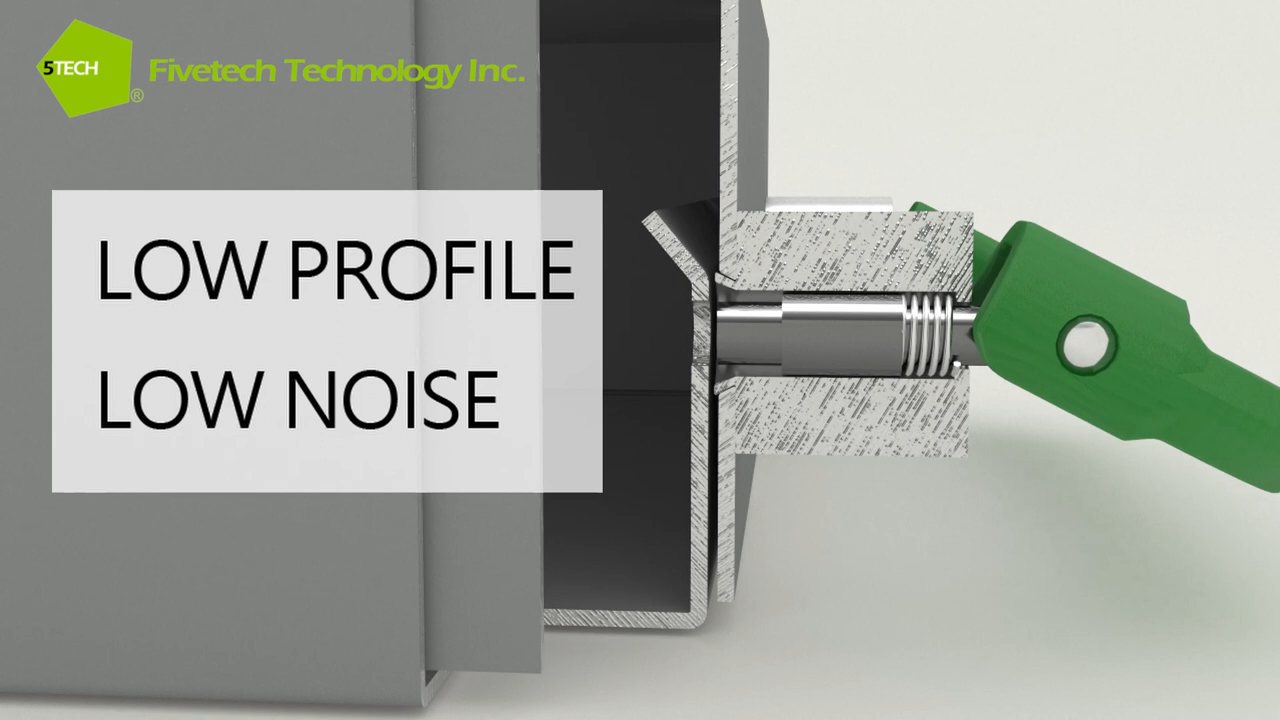 5TECH
®
Fivetech Technology Inc.
LOW PROFILE
LOW NOISE